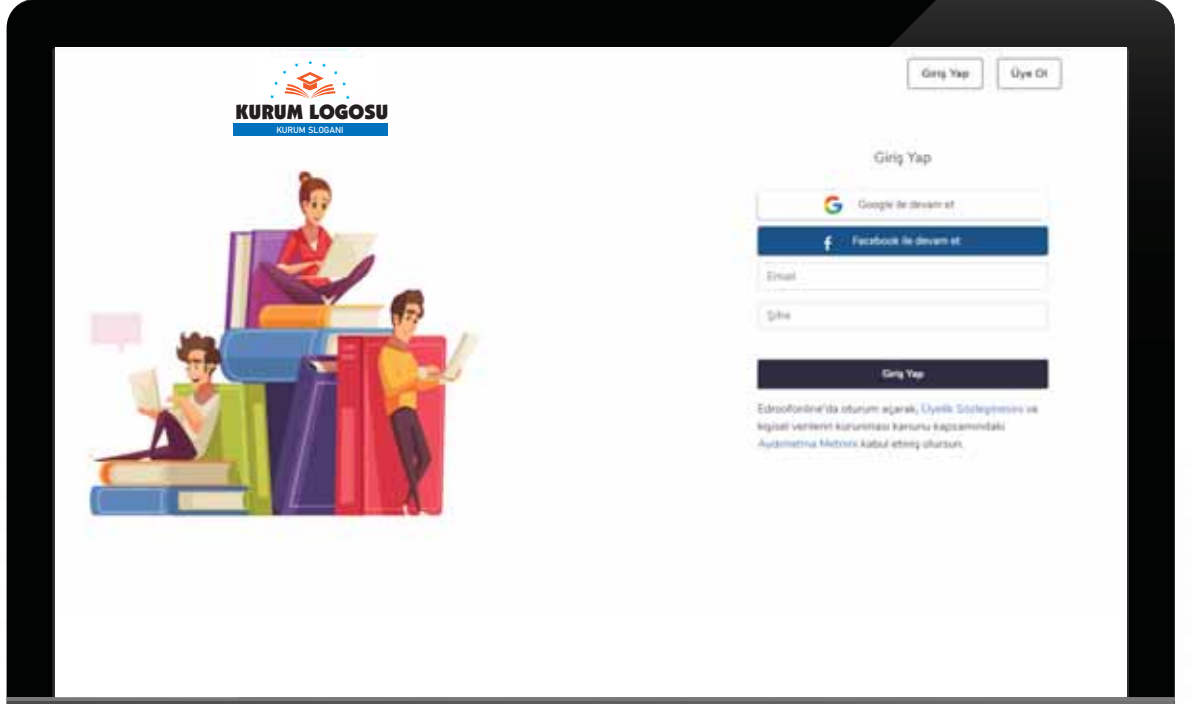 KURUM LOGOSU
KURUM SLOGANI
Giriş Yap
Üye Ol
Giriş Yap
Google ile devam et
Facebook ile devam et
Email
Şifre
Giriş Yap
Edroofonline'da oturum açarak, Üyelik Sözleşmesini ve
kişisel verilerin korunması kanunu kapsamındaki
Aydınlatma Metnini kabul etmiş olursun.